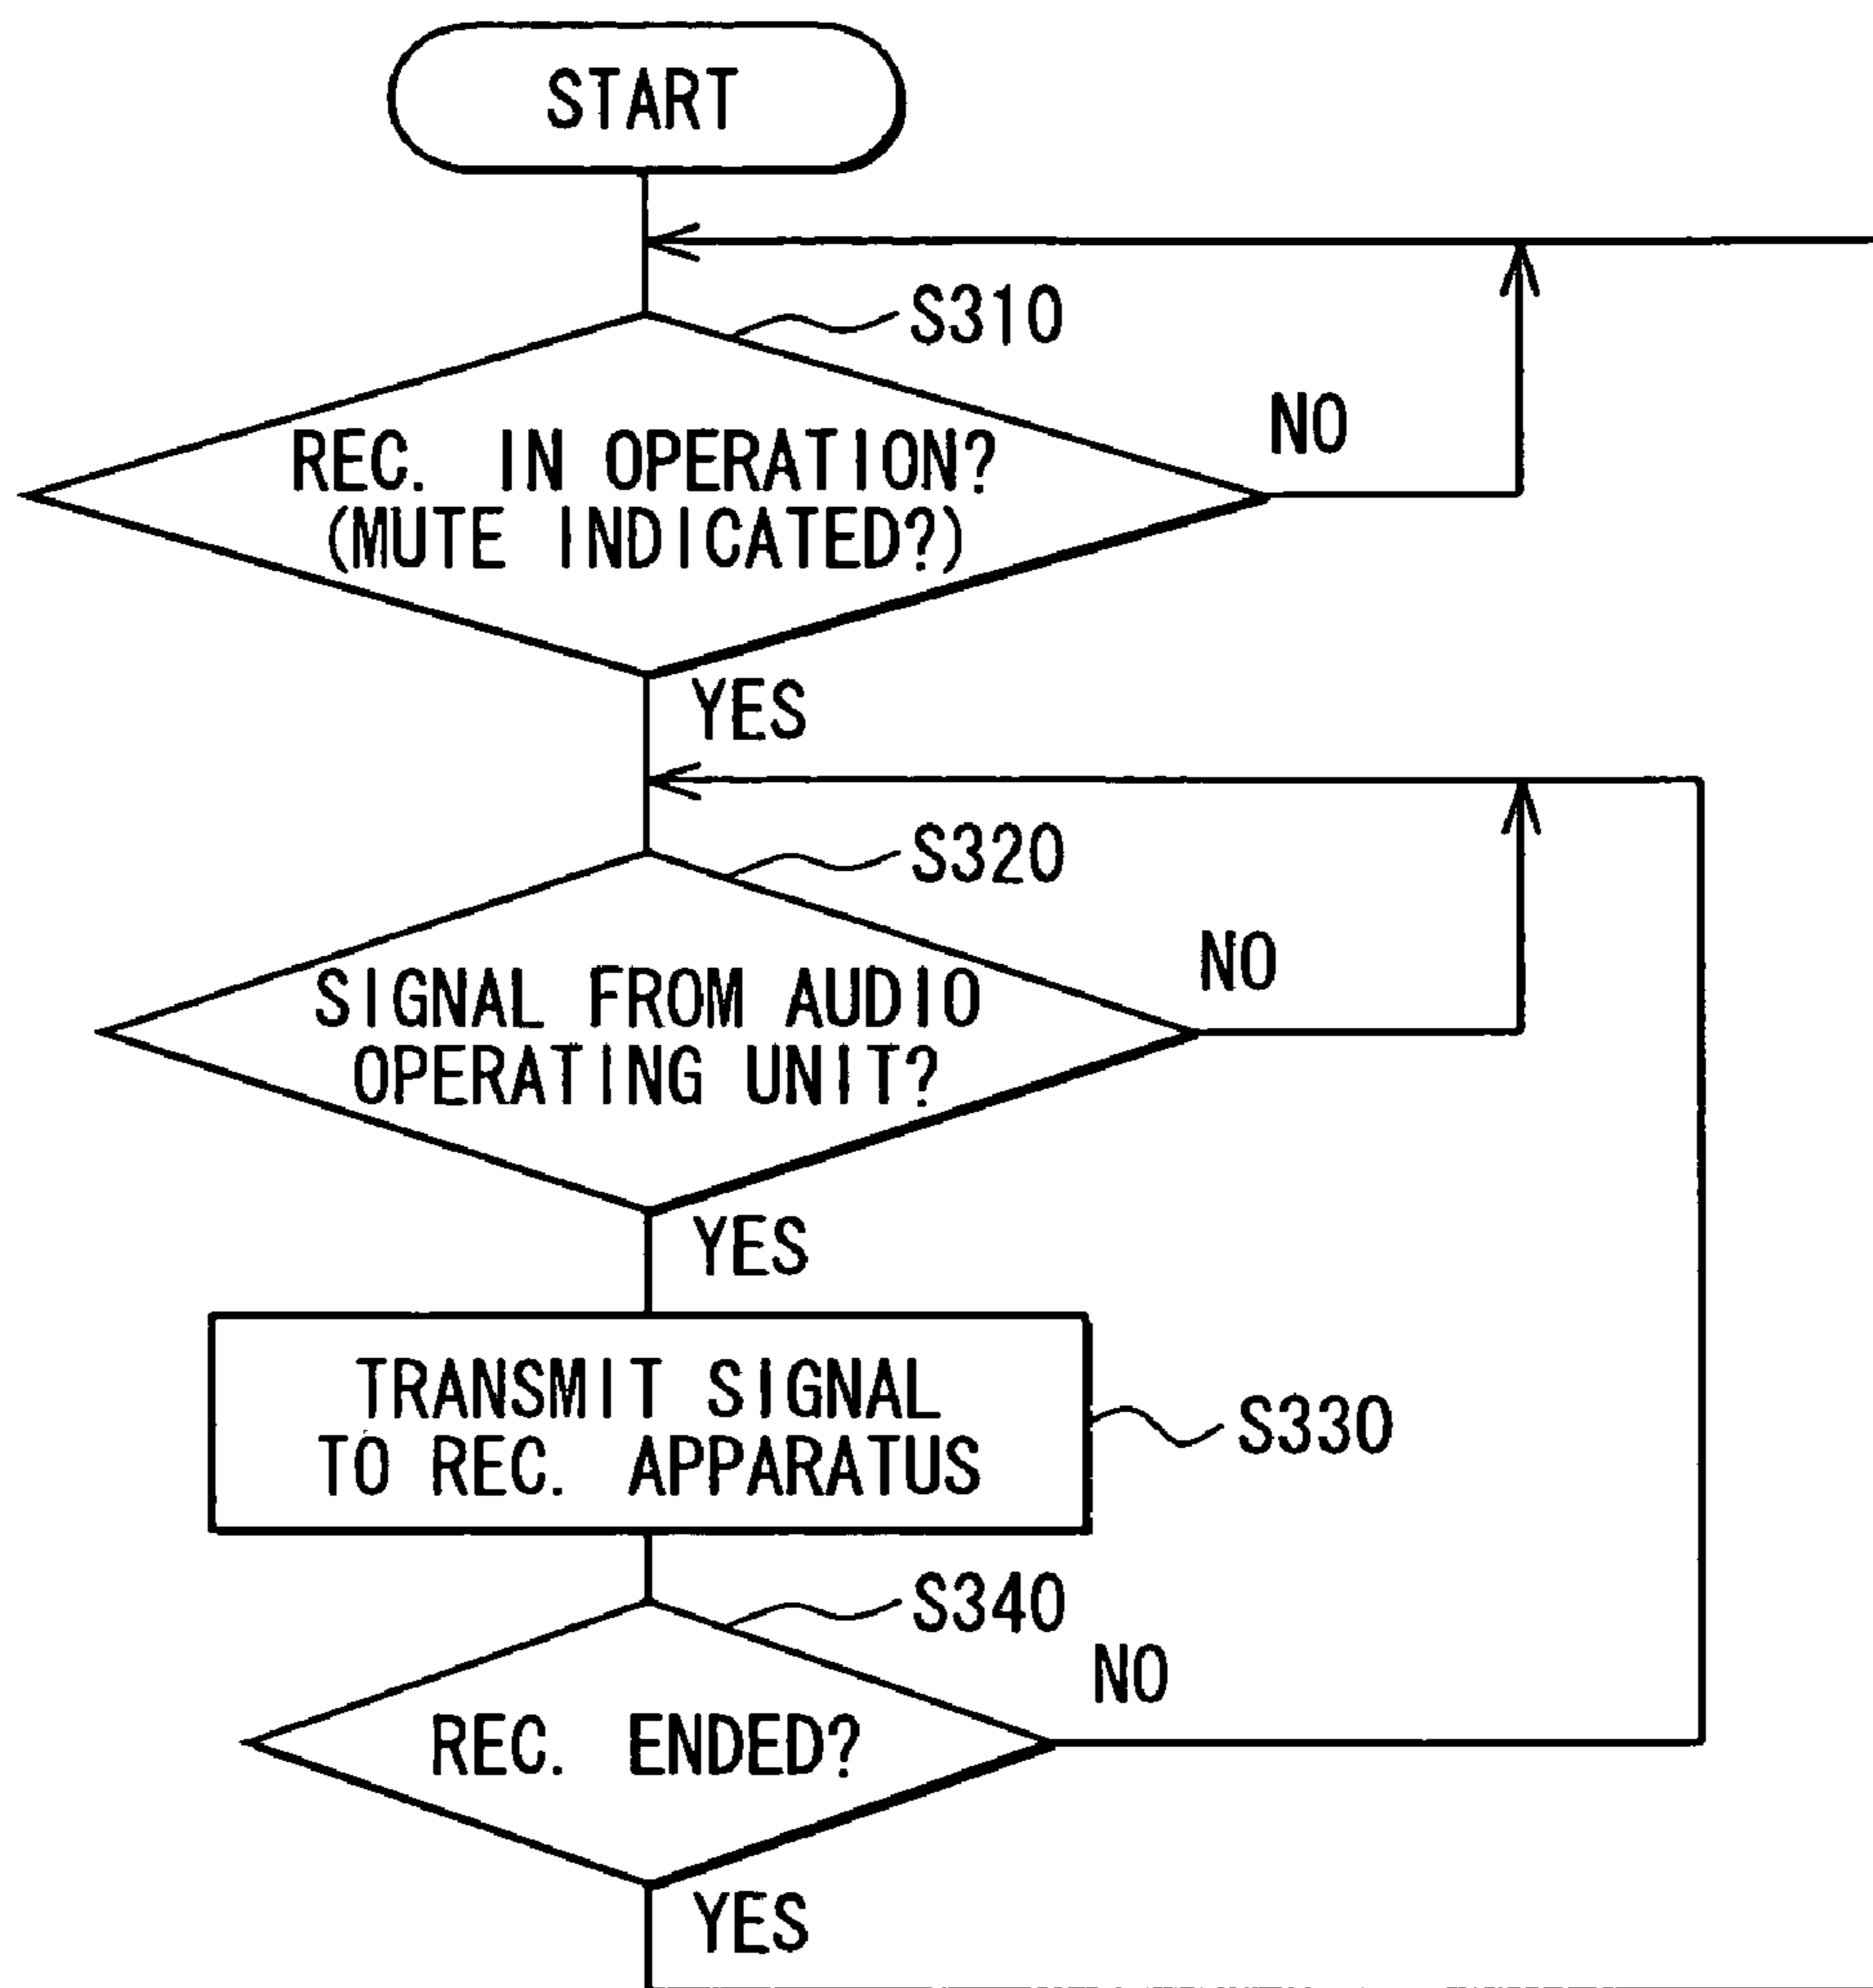 START
S310
NO
REC. IN OPERATION?
(MUTE INDICATED?)
YES
S320
NO
SIGNAL FROM AUDIO
OPERATING UNIT?
YES
TRANSMIT SIGNAL
TO REC. APPARATUS
S330
S340
NO
REC. ENDED?
YES